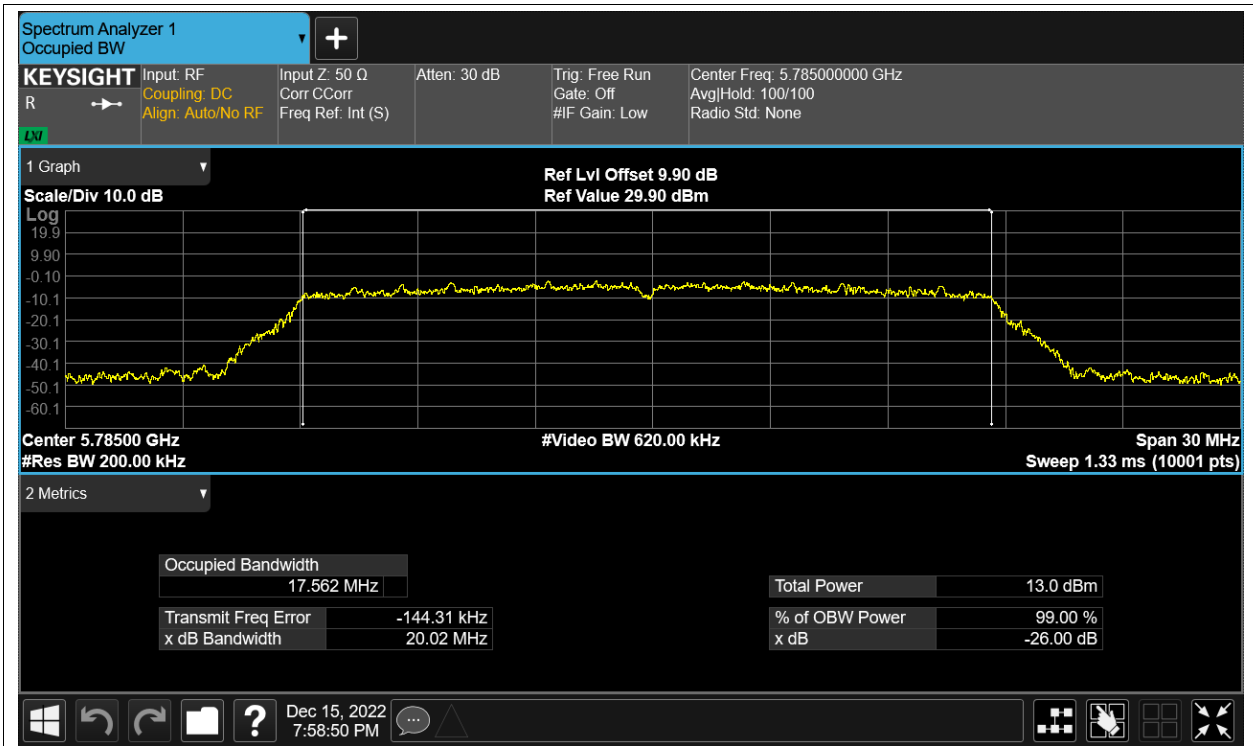 Spectrum Analyzer 1
Occupied BW
KEYSIGHT
R
LXI
Input: RF
Coupling: DC
Align: Auto/No RF
Input Z: 50 Ω
Corr CCorr
Freq Ref: Int (S)
Atten: 30 dB
Trig: Free Run
Gate: Off
#IF Gain: Low
Center Freq: 5.785000000 GHz
Avg|Hold: 100/100
Radio Std: None
1 Graph
Scale/Div 10.0 dB
Ref Lvl Offset 9.90 dB
Ref Value 29.90 dBm
Log
19.9
9.90
-0.10
-10.1
-20.1
-30.1
-40.1
-50.1
-60.1
Center 5.78500 GHz
#Res BW 200.00 kHz
#Video BW 620.00 kHz
Span 30 MHz
Sweep 1.33 ms (10001 pts)
2 Metrics
Occupied Bandwidth
17.562 MHz
Transmit Freq Error -144.31 kHz
x dB Bandwidth 20.02 MHz
Total Power 13.0 dBm
% of OBW Power 99.00 %
x dB -26.00 dB
?
Dec 15, 2022
7:58:50 PM